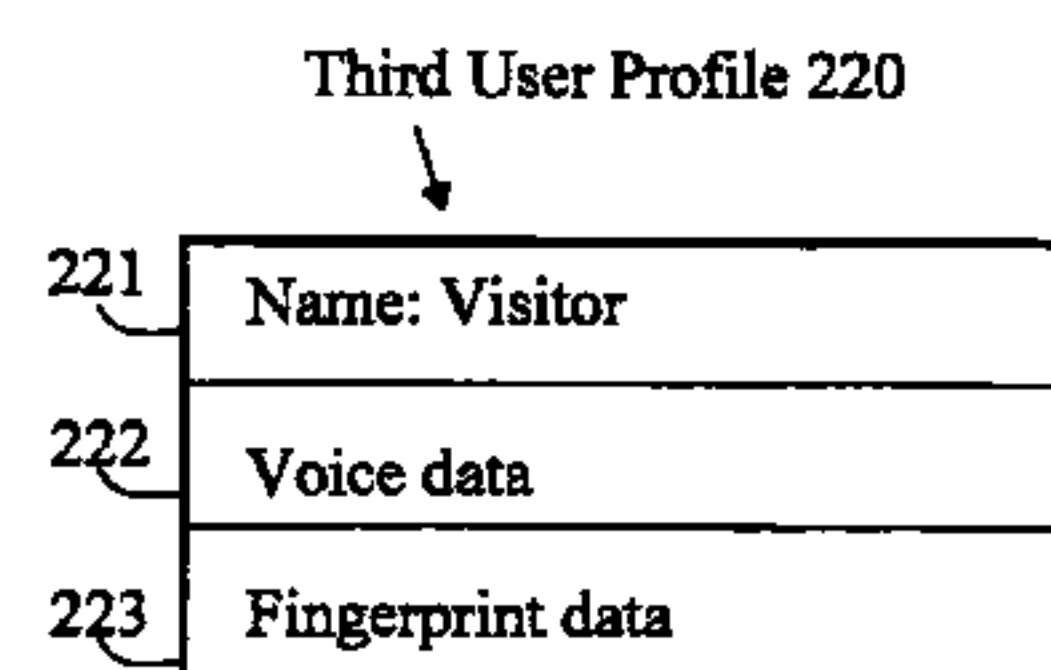 Third User Profile 220
221 Name: Visitor
222 Voice data
223 Fingerprint data